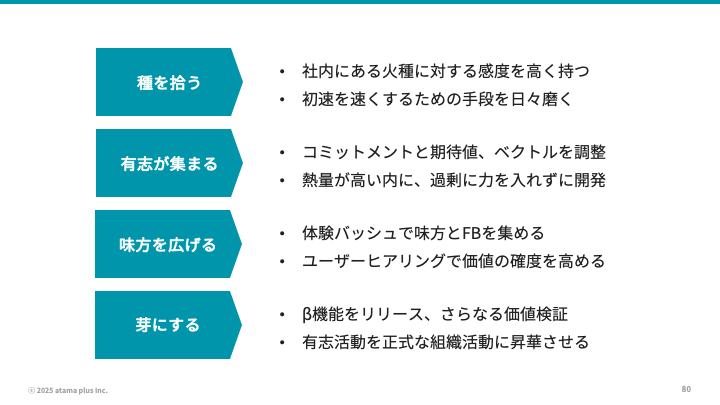 種を拾う
• 社内にある火種に対する感度を高く持つ
• 初速を速くするための手段を日々磨く
有志が集まる
• コミットメントと期待値、ベクトルを調整
• 熱量が高い内に、過剰に力を入れずに開発
味方を広げる
• 体験バッシュで味方とFBを集める
• ユーザーヒアリングで価値の確度を高める
芽にする
• β機能をリリース、さらなる価値検証
• 有志活動を正式な組織活動に昇華させる
ⓒ 2025 atama plus Inc.
80